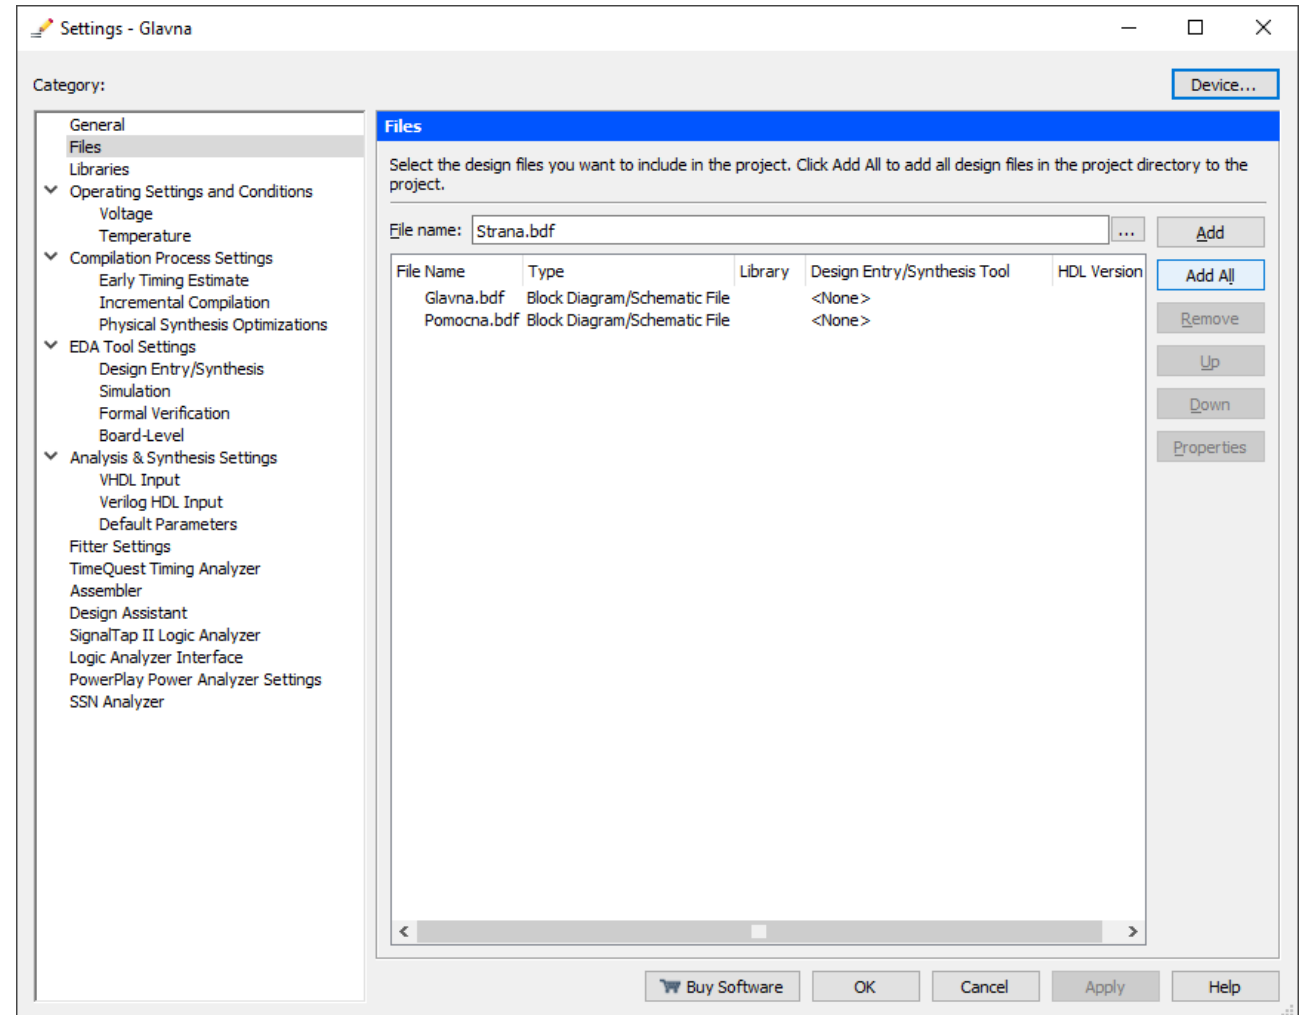 Settings - Glavna
Category:
Device...
General
Files
Libraries
Operating Settings and Conditions
Voltage
Temperature
Compilation Process Settings
Early Timing Estimate
Incremental Compilation
Physical Synthesis Optimizations
EDA Tool Settings
Design Entry/Synthesis
Simulation
Formal Verification
Board-Level
Analysis & Synthesis Settings
VHDL Input
Verilog HDL Input
Default Parameters
Fitter Settings
TimeQuest Timing Analyzer
Assembler
Design Assistant
SignalTap II Logic Analyzer
Logic Analyzer Interface
PowerPlay Power Analyzer Settings
SSN Analyzer
Files
Select the design files you want to include in the project. Click Add All to add all design files in the project directory to the
project.
File name: Strana.bdf ... Add
File Name Type Library Design Entry/Synthesis Tool HDL Version
Glavna.bdf Block Diagram/Schematic File <None>
Pomocna.bdf Block Diagram/Schematic File <None>
Add All
Remove
Up
Down
Properties
Buy Software OK Cancel Apply Help